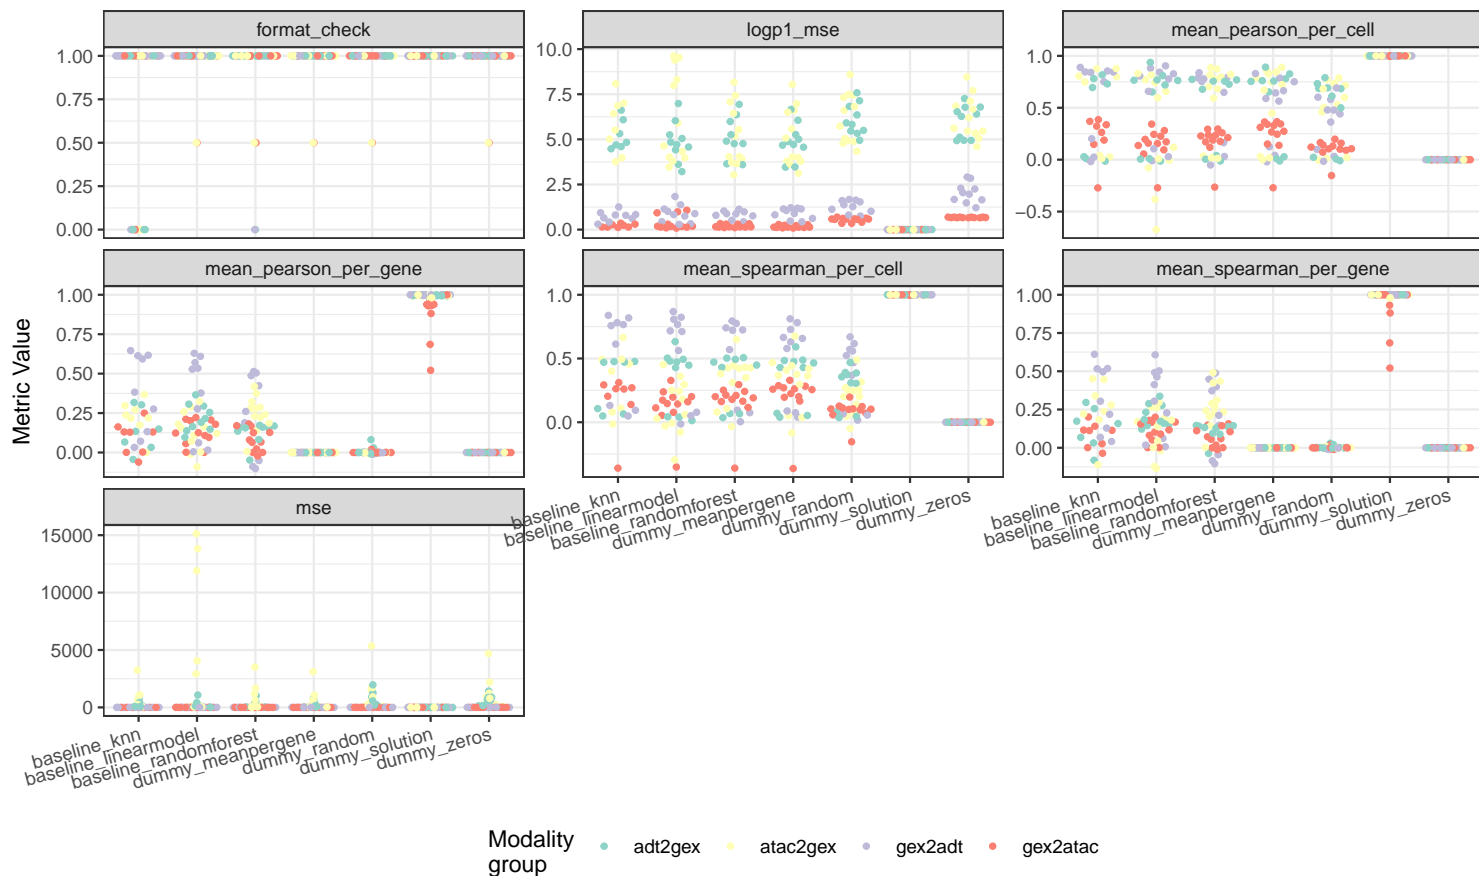 format_check
logp1_mse
mean_pearson_per_cell
1.00
0.75
0.50
0.25
0.00
10.0
7.5
5.0
2.5
0.0
1.0
0.5
0.0
−0.5
mean_pearson_per_gene
mean_spearman_per_cell
mean_spearman_per_gene
1.00
0.75
0.50
0.25
0.00
1.0
0.5
0.0
1.00
0.75
0.50
0.25
0.00
Metric Value
baseline_knn
baseline_linearmodel
baseline_randomforest
dummy_meanpergene
dummy_random
dummy_solution
dummy_zeros
baseline_knn
baseline_linearmodel
baseline_randomforest
dummy_meanpergene
dummy_random
dummy_solution
dummy_zeros
mse
15000
10000
5000
0
baseline_knn
baseline_linearmodel
baseline_randomforest
dummy_meanpergene
dummy_random
dummy_solution
dummy_zeros
Modality
group
adt2gex
atac2gex
gex2adt
gex2atac